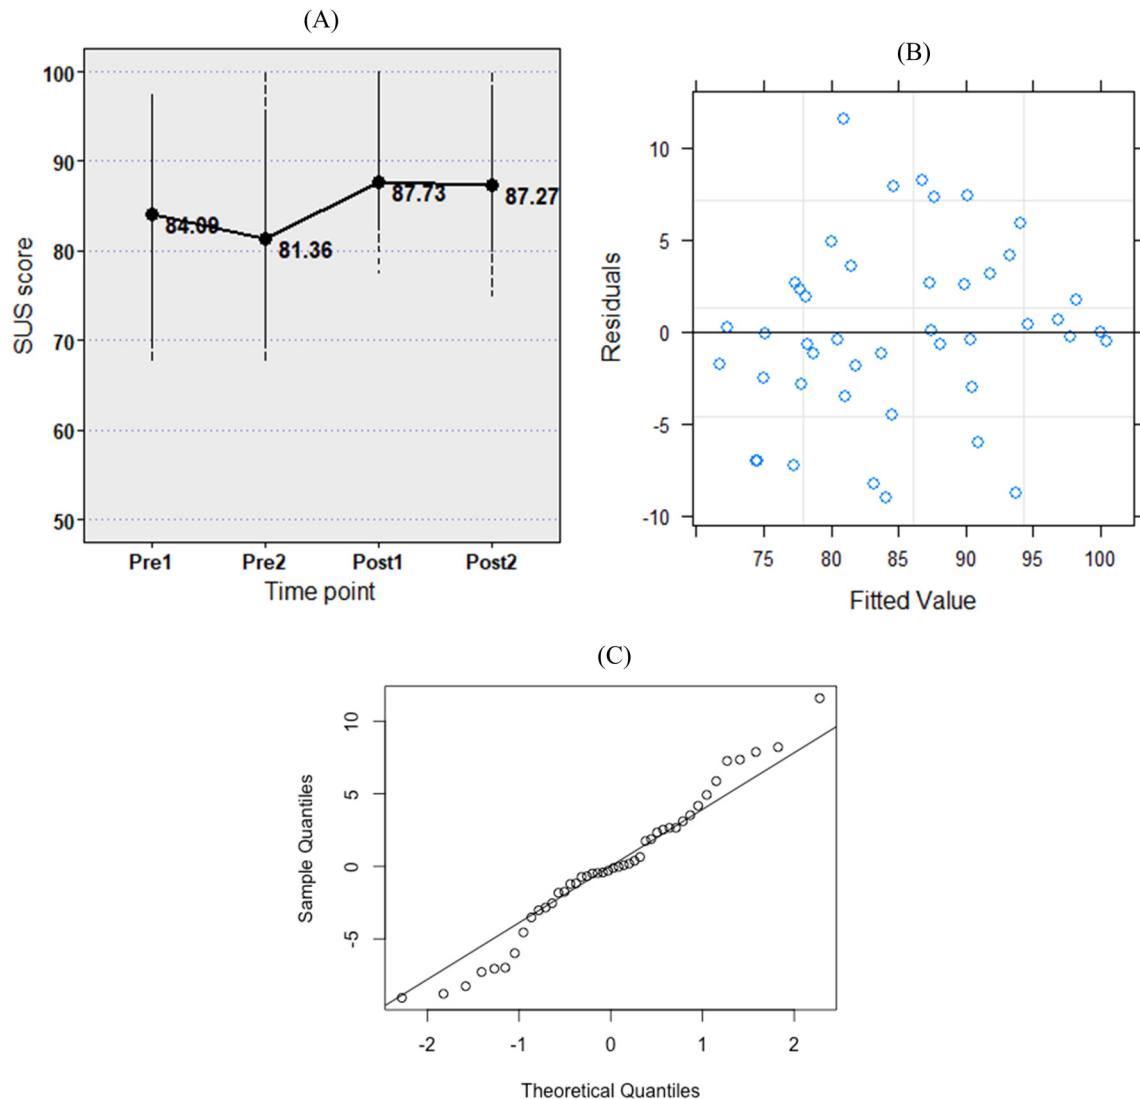 (A)
100
90
80
70
60
50
SUS score
84.09
81.36
87.73
87.27
Pre1 Pre2 Post1 Post2
Time point
(B)
10
5
0
-5
-10
Residuals
75 80 85 90 95 100
Fitted Value
(C)
10
5
0
-5
Sample Quantiles
-2 -1 0 1 2
Theoretical Quantiles